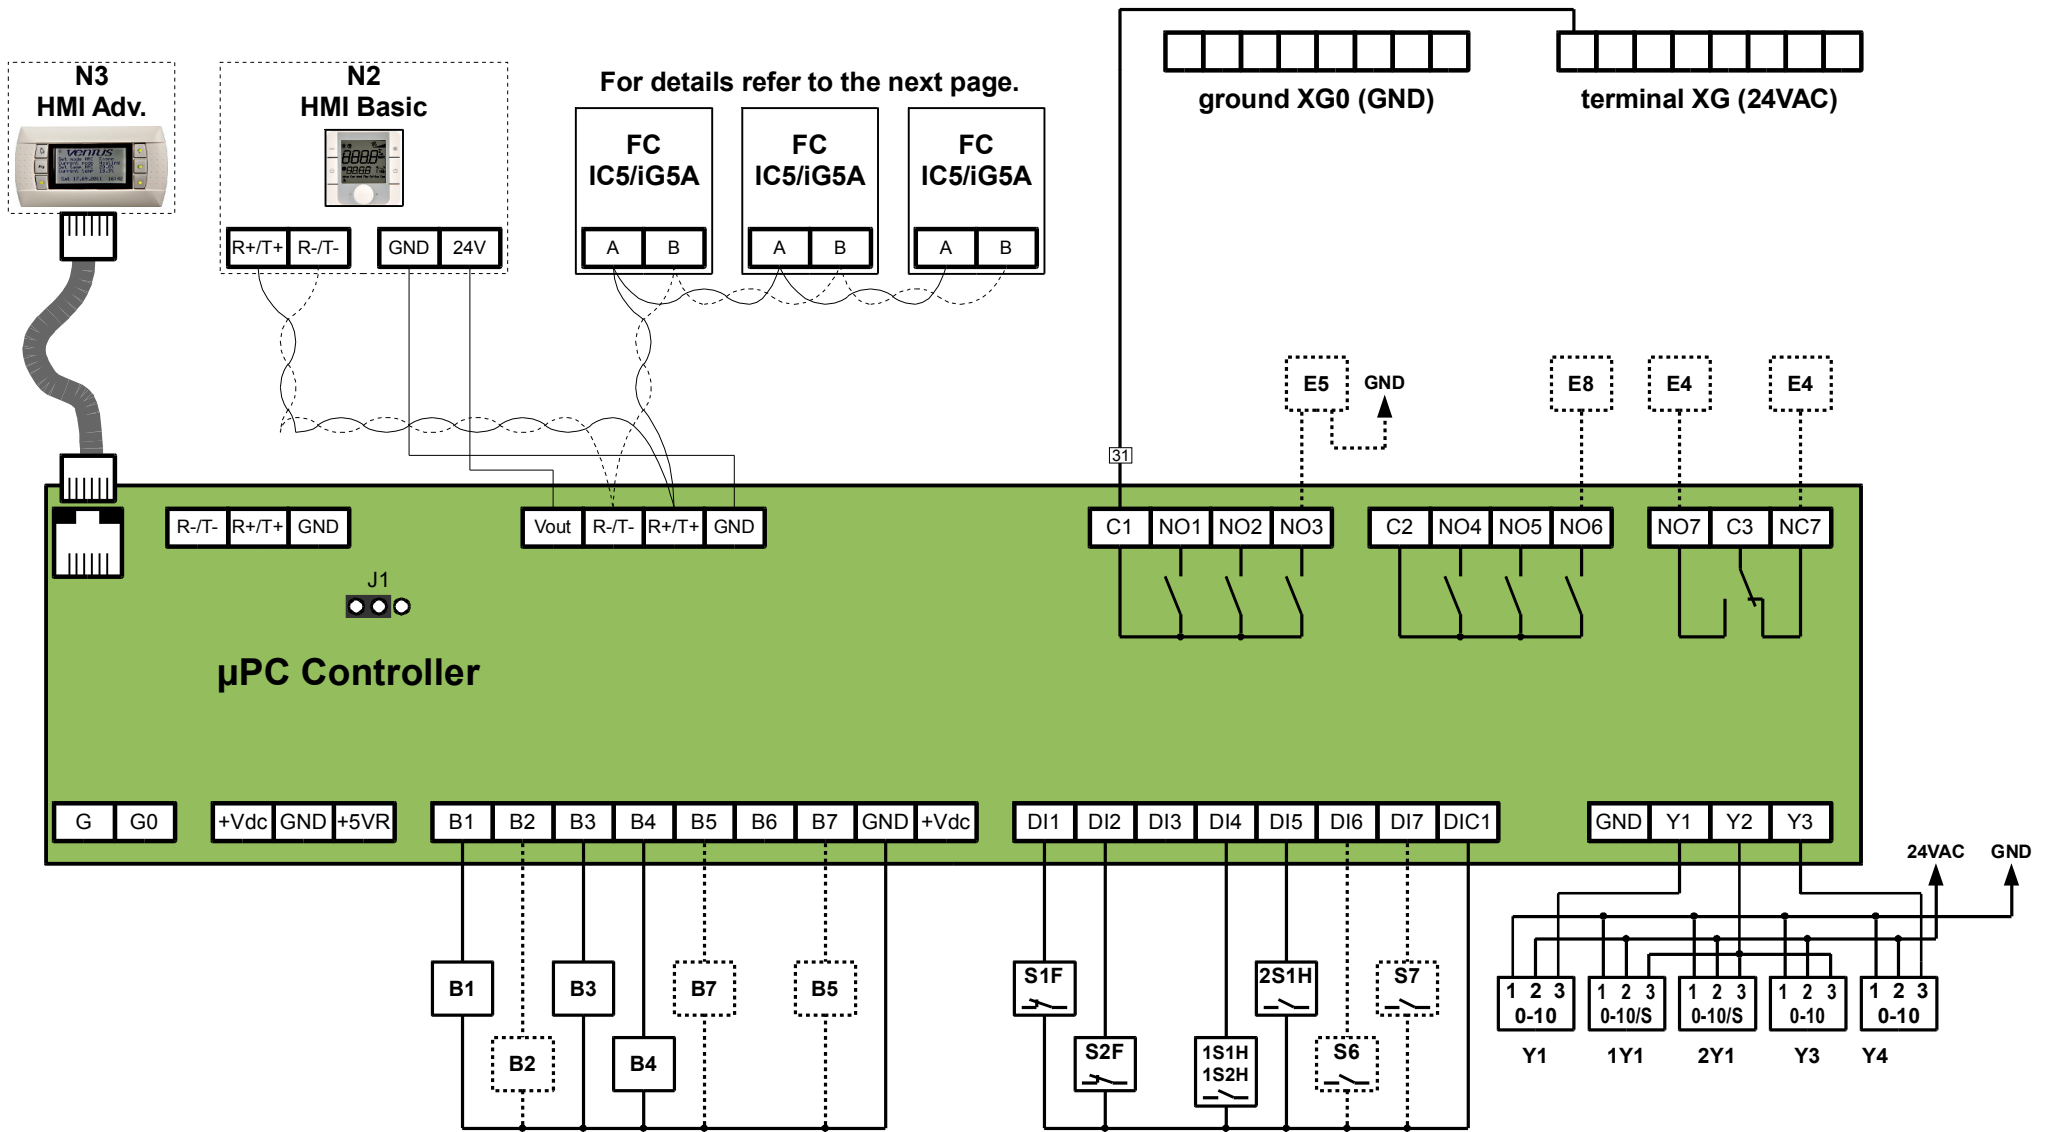 N3
HMI Adv.
ventus
N2
HMI Basic
R+/T+ R-/T- GND 24V
For details refer to the next page.
FC
IC5/iG5A
A B
FC
IC5/iG5A
A B
FC
IC5/iG5A
A B
ground XG0 (GND)
terminal XG (24VAC)
E5 GND E8 E4 E4
31
R-/T- R+/T+ GND
Vout R-/T- R+/T+ GND
C1 NO1 NO2 NO3
C2 NO4 NO5 NO6
NO7 C3 NC7
J1
µPC Controller
G G0
+Vdc GND +5VR
B1 B2 B3 B4 B5 B6 B7 GND +Vdc
DI1 DI2 DI3 DI4 DI5 DI6 DI7 DIC1
GND Y1 Y2 Y3
24VAC GND
B1 B3 B7 B5
B2 B4
S1F 2S1H S7
S2F
1S1H
1S2H
S6
1 2 3
0-10
Y1
1 2 3
0-10/S
1Y1
1 2 3
0-10/S
2Y1
1 2 3
0-10
Y3
1 2 3
0-10
Y4